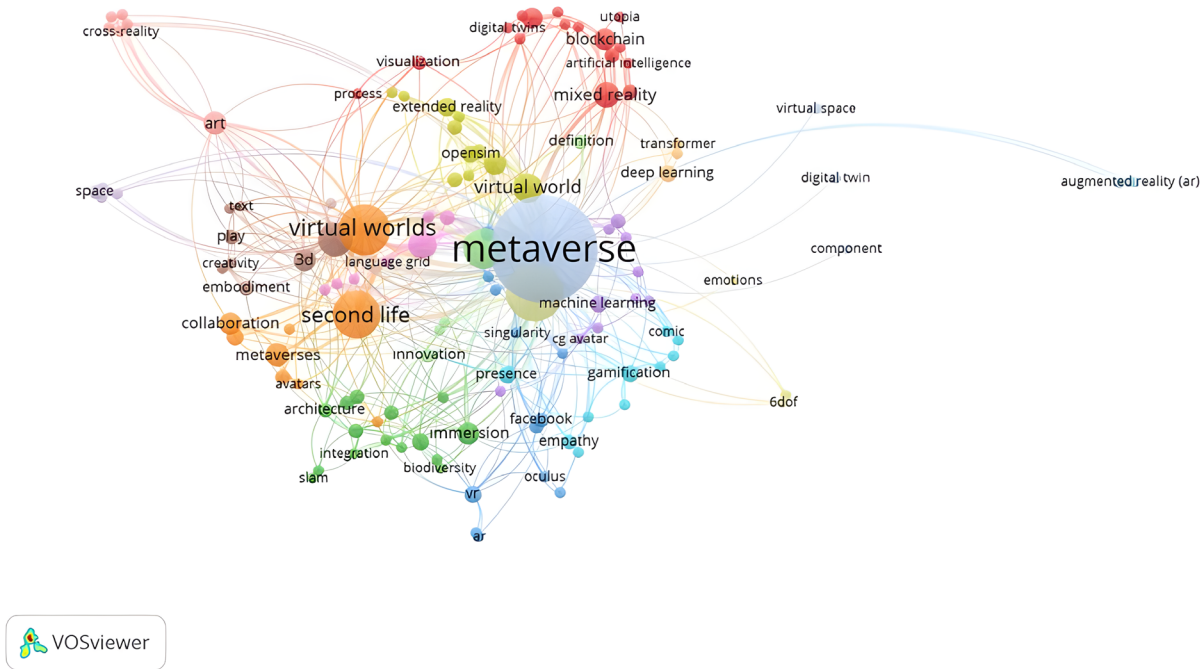 utopia
digital twins
cross-reality
blockchain
visualization
artificial intelligence
process
mixed reality
extended reality
virtual space
art
definition
transformer
opensim
deep learning
digital twin
augmented reality (ar)
virtual world
space
text
virtual worlds
play
metaverse
component
3d
language grid
creativity
emotions
embodiment
machine learning
second life
collaboration
singularity
comic
cg avatar
metaverses
innovation
presence
gamification
avatars
6dof
architecture
facebook
immersion
empathy
integration
biodiversity
slam
oculus
vr
ar
VOSviewer